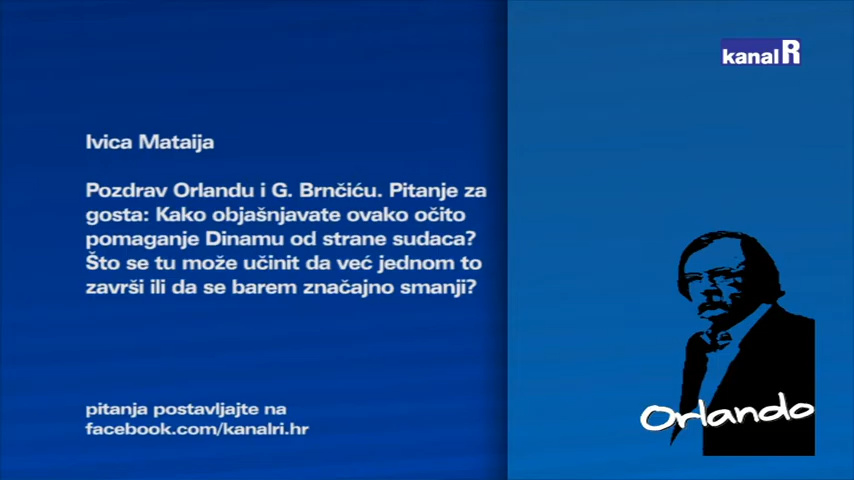 kanal R
Ivica Mataija
Pozdrav Orlandu i G. Brnčiću. Pitanje za
gosta: Kako objašnjavate ovako očito
pomaganje Dinamu od strane sudaca?
Što se tu može učinit da već jednom to
završi ili da se barem značajno smanji?
pitanja postavljajte na
facebook.com/kanalri.hr
Orlando